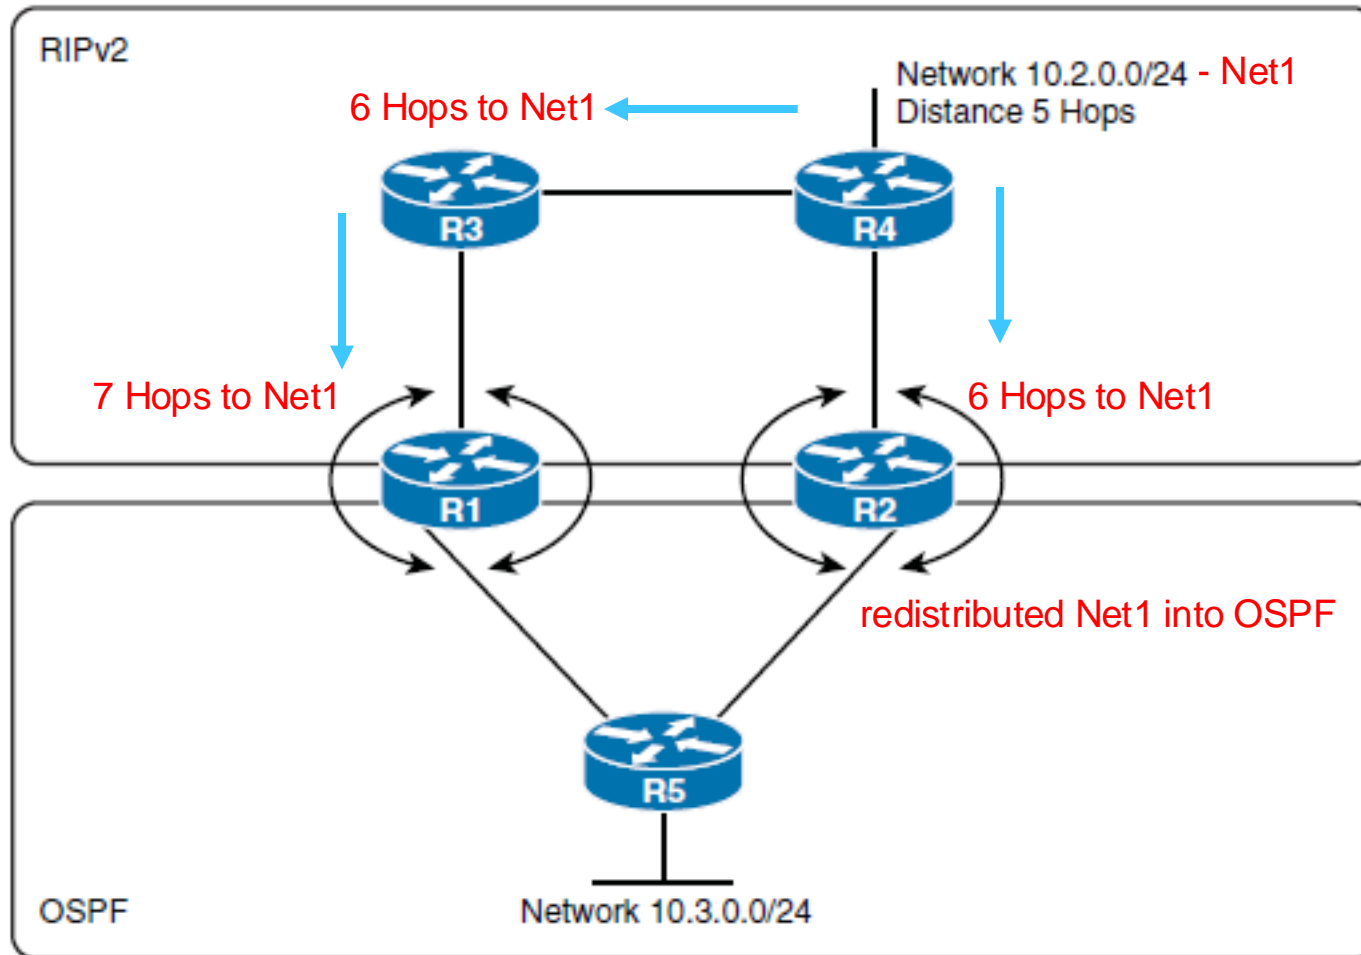 RIPv2
Network 10.2.0.0/24 - Net1
Distance 5 Hops
6 Hops to Net1
R3
R4
7 Hops to Net1
6 Hops to Net1
R1
R2
redistributed Net1 into OSPF
R5
OSPF
Network 10.3.0.0/24